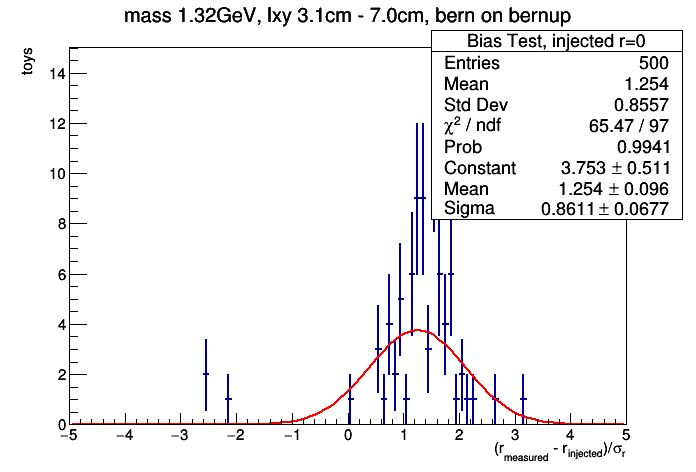 mass 1.32GeV, lxy 3.1cm - 7.0cm, bern on bernup
Bias Test, injected r=0
Entries 500
Mean 1.254
Std Dev 0.8557
χ² / ndf 65.47 / 97
Prob 0.9941
Constant 3.753 ± 0.511
Mean 1.254 ± 0.096
Sigma 0.8611 ± 0.0677
toys
14
12
10
8
6
4
2
0
−5 −4 −3 −2 −1 0 1 2 3 4 5
(r_measured - r_injected)/σ_r